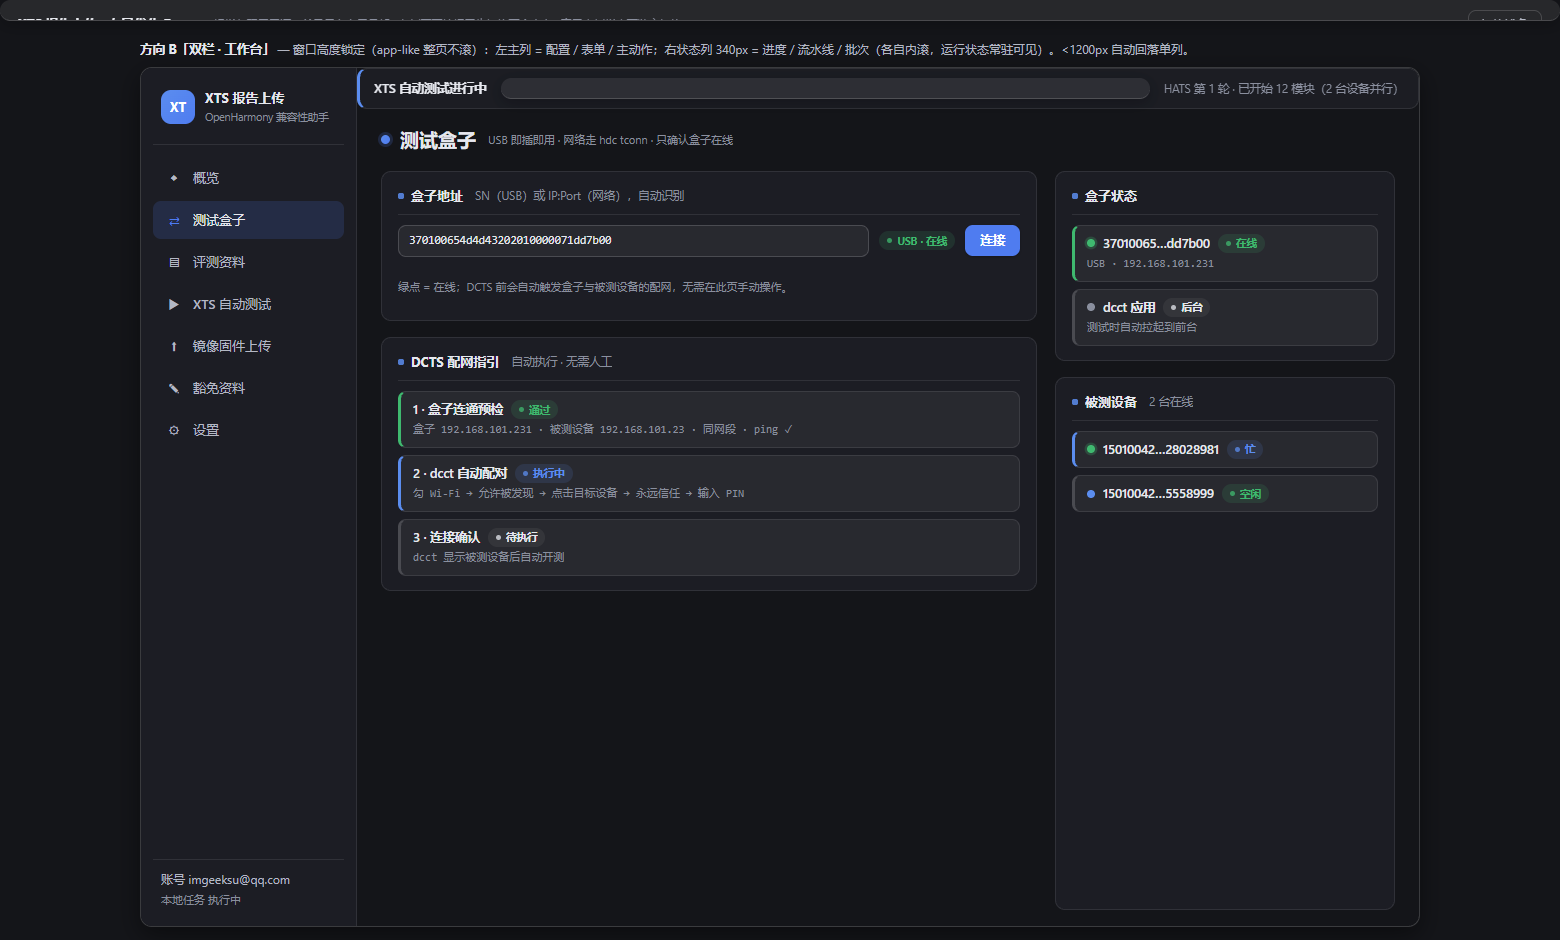 方向 B「双栏 · 工作台」 — 窗口高度锁定（app-like 整页不滚）：左主列 = 配置 / 表单 / 主动作；右状态列 340px = 进度 / 流水线 / 批次（各自内滚，运行状态常驻可见）。<1200px 自动回落单列。
XT
XTS 报告上传
OpenHarmony 兼容性助手
概览
测试盒子
评测资料
XTS 自动测试
镜像固件上传
豁免资料
设置
账号 imgeeksu@qq.com
本地任务 执行中
XTS 自动测试进行中
HATS 第 1 轮 · 已开始 12 模块（2 台设备并行）
测试盒子 USB 即插即用 · 网络走 hdc tconn · 只确认盒子在线
盒子地址 SN（USB）或 IP:Port（网络），自动识别
370100654d4d43202010000071dd7b00
USB · 在线
连接
绿点 = 在线；DCTS 前会自动触发盒子与被测设备的配网，无需在此页手动操作。
DCTS 配网指引 自动执行 · 无需人工
1 · 盒子连通预检 通过
盒子 192.168.101.231 · 被测设备 192.168.101.23 · 同网段 · ping ✓
2 · dcct 自动配对 执行中
勾 Wi-Fi → 允许被发现 → 点击目标设备 → 永远信任 → 输入 PIN
3 · 连接确认 待执行
dcct 显示被测设备后自动开测
盒子状态
37010065…dd7b00 在线
USB · 192.168.101.231
dcct 应用 后台
测试时自动拉起到前台
被测设备 2 台在线
15010042…28028981 忙
15010042…5558999 空闲